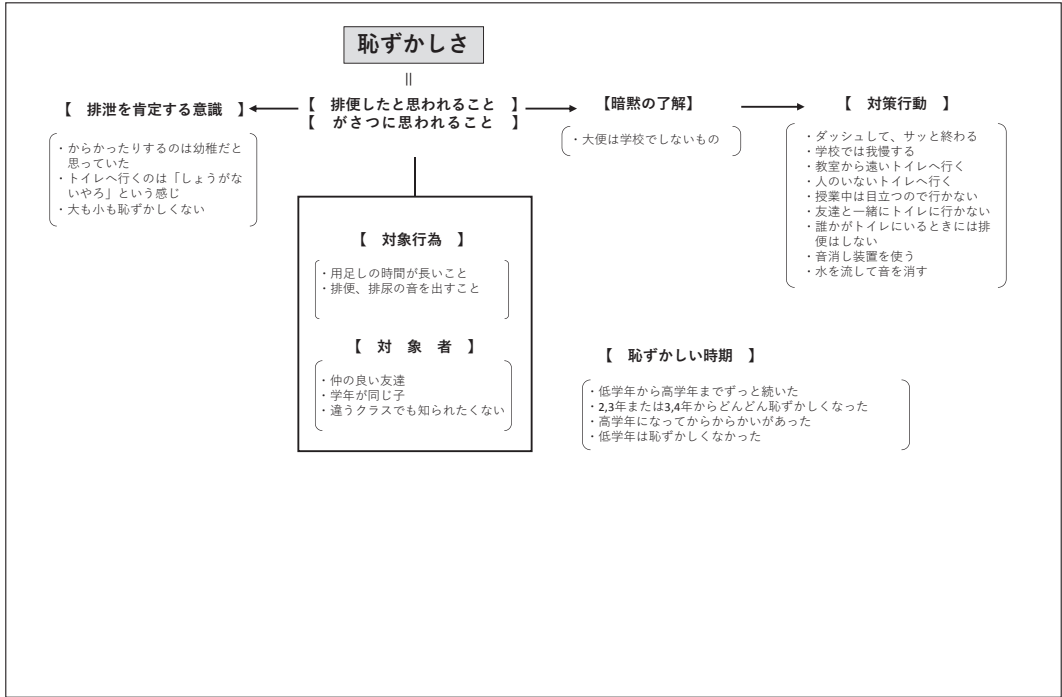 恥ずかしさ
＝
【　排泄を肯定する意識　】
・からかったりするのは幼稚だと
思っていた
・トイレへ行くのは「しょうがな
いやろ」という感じ
・大も小も恥ずかしくない
【　排便したと思われること　】
【　がさつに思われること　】
【暗黙の了解】
・大便は学校でしないもの
【　対策行動　】
・ダッシュして、サッと終わる
・学校では我慢する
・教室から遠いトイレへ行く
・人のいないトイレへ行く
・授業中は目立つので行かない
・友達と一緒にトイレに行かない
・誰かがトイレにいるときには排
便はしない
・音消し装置を使う
・水を流して音を消す
【　対象行為　】
・用足しの時間が長いこと
・排便、排尿の音を出すこと
【　対　象　者　】
・仲の良い友達
・学年が同じ子
・違うクラスでも知られたくない
【　恥ずかしい時期　】
・低学年から高学年までずっと続いた
・2,3年または3,4年からどんどん恥ずかしくなった
・高学年になってからからかいがあった
・低学年は恥ずかしくなかった